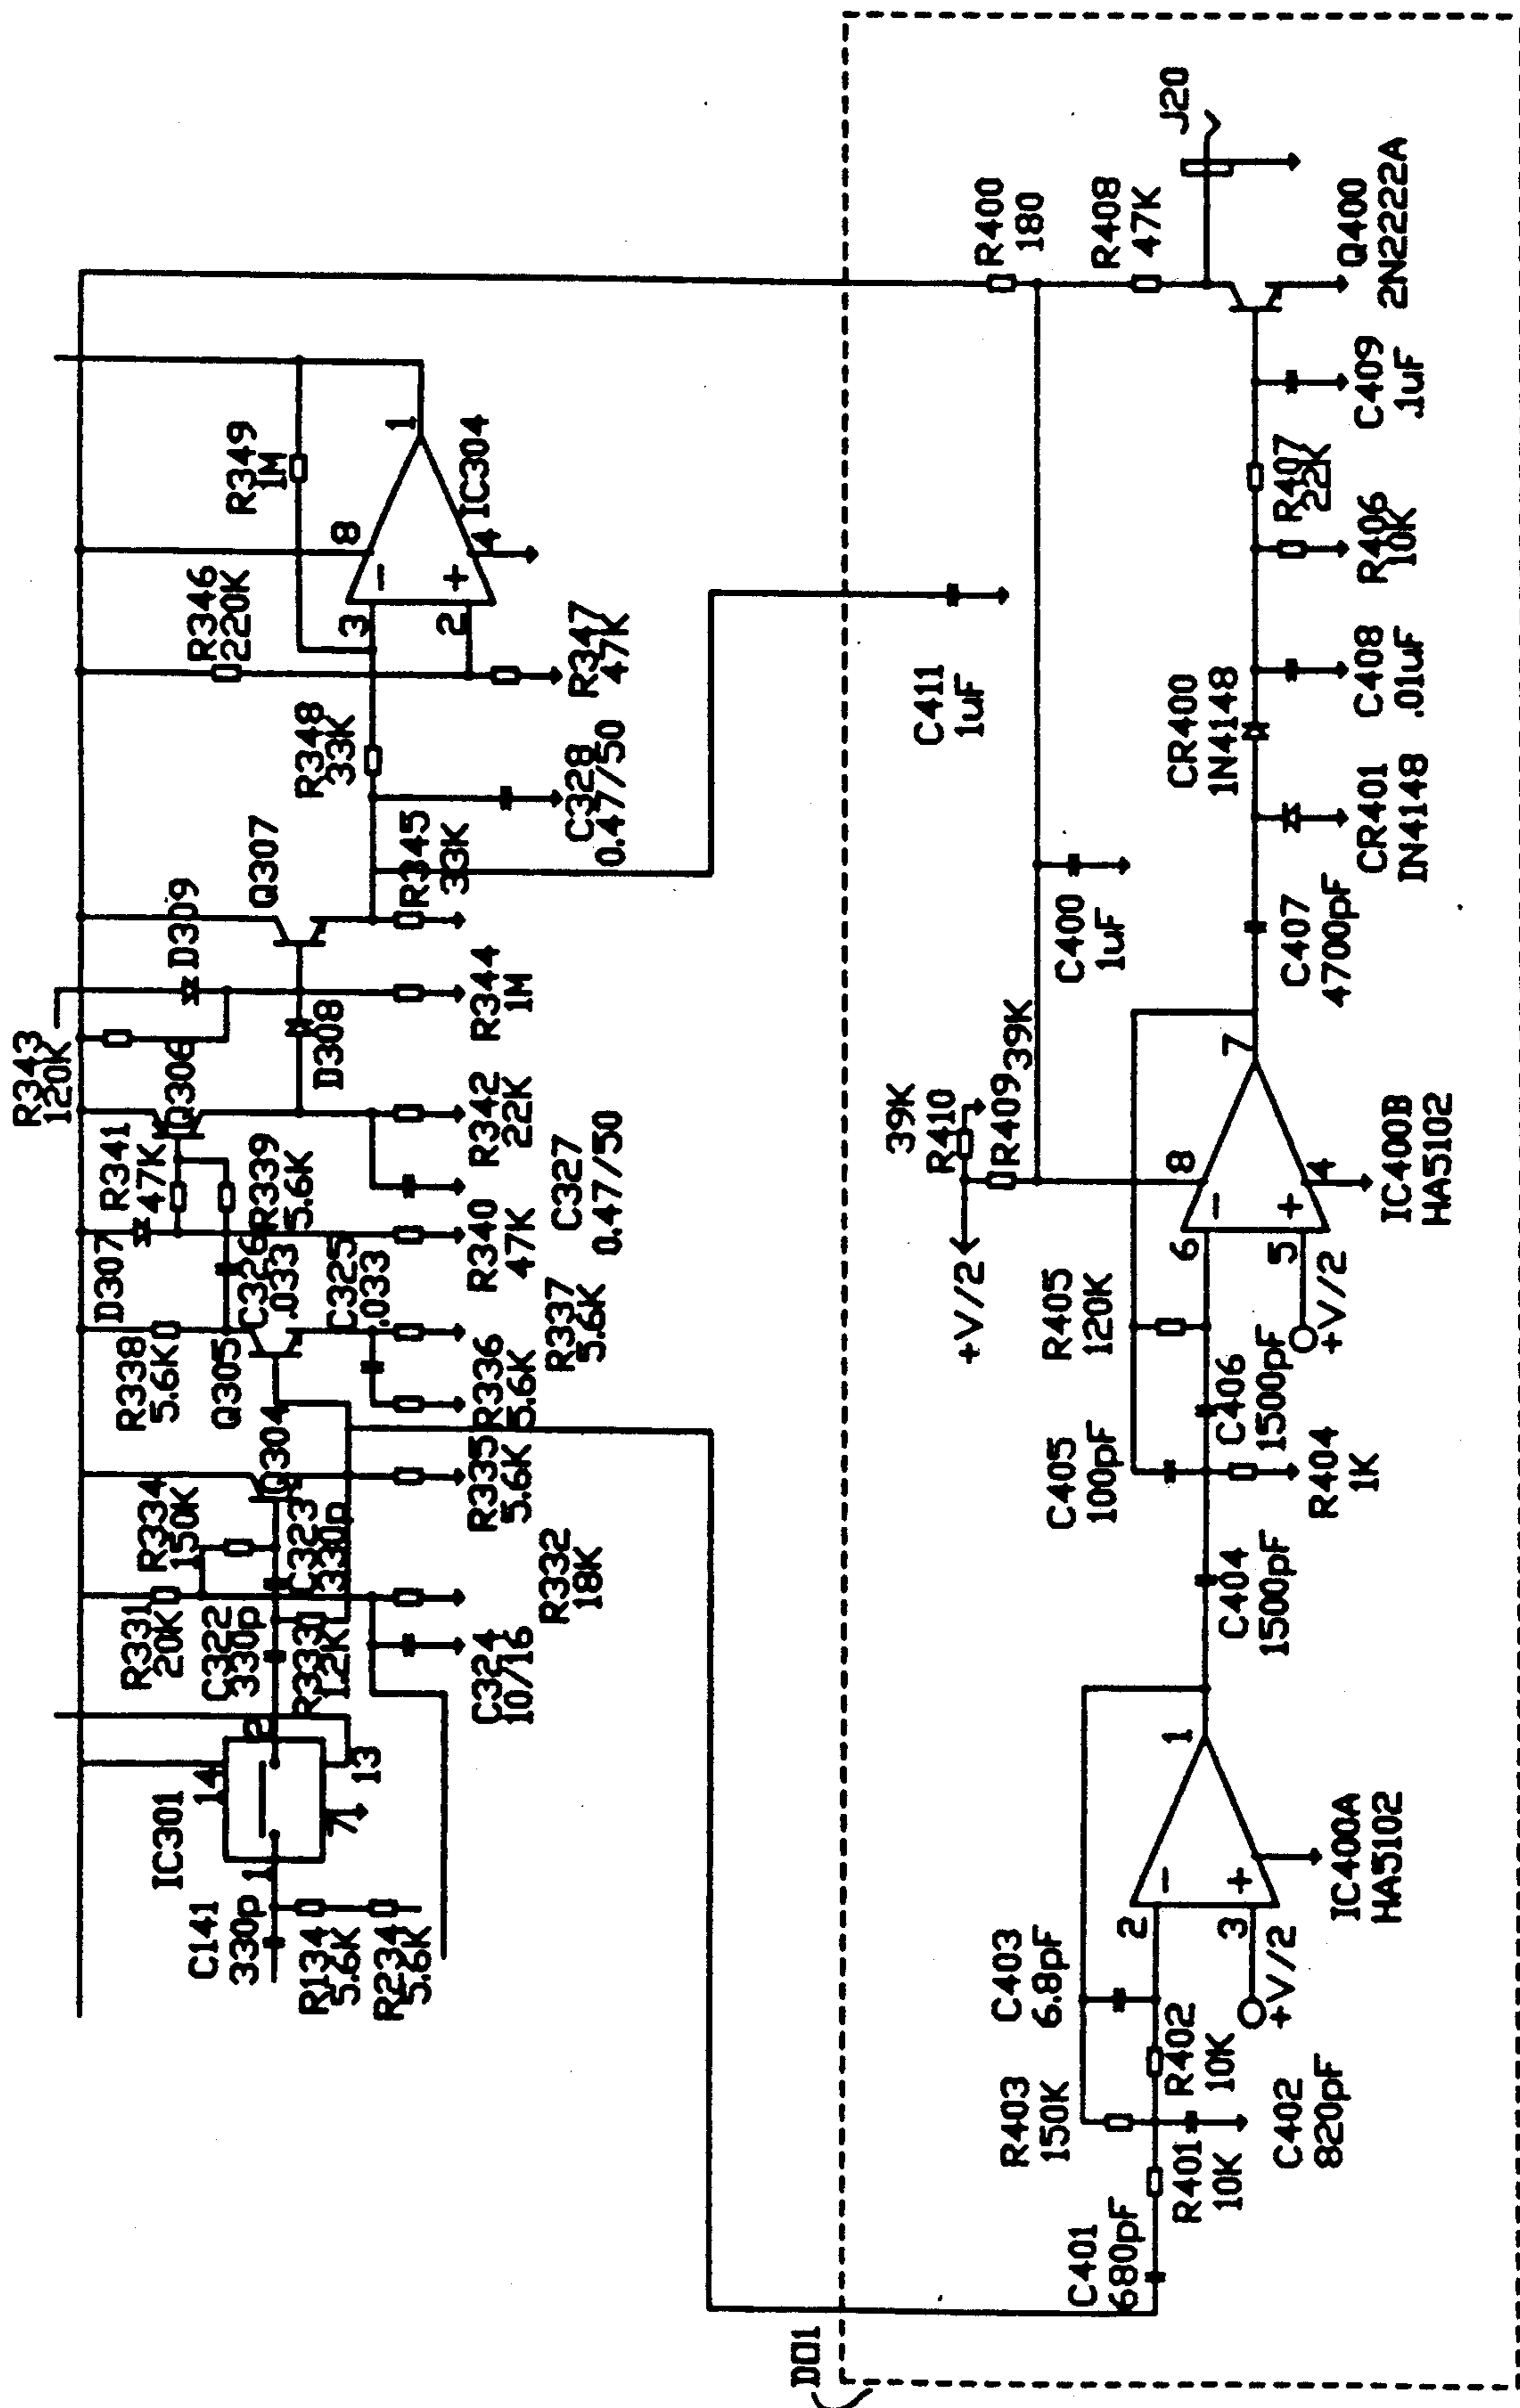 R343
120K
D309
Q307
R346
220K
R349
1M
8
3
2
1
4
IC304
R348
33K
R347
47K
C328
0.47/50
R345
33K
D308
R344
1M
Q306
R341
47K
R342
22K
D307
R339
5.6K
C326
.033
C325
.033
R340
47K
C327
0.47/50
R338
5.6K
Q305
R337
5.6K
R336
5.6K
Q304
R334
150K
C323
330p
R335
5.6K
R331
20K
C322
330p
R333
12K
R332
18K
C324
10/16
IC301
14
1
2
7
13
C141
330p
R134
5.6K
R234
5.6K
D01
C401
680pF
R401
10K
R403
150K
R402
10K
C402
820pF
C403
6.8pF
2
3
1
+V/2
IC400A
HA5102
C404
1500pF
C405
100pF
R404
1K
C406
1500pF
R405
120K
6
5
+V/2
8
7
4
IC400B
HA5102
+V/2
39K
R410
R409
39K
C400
1uF
C411
1uF
C407
4700pF
CR401
IN4148
CR400
1N4148
C408
.01uF
R406
10K
R407
22K
C409
.1uF
R400
180
R408
47K
J20
Q400
2N2222A